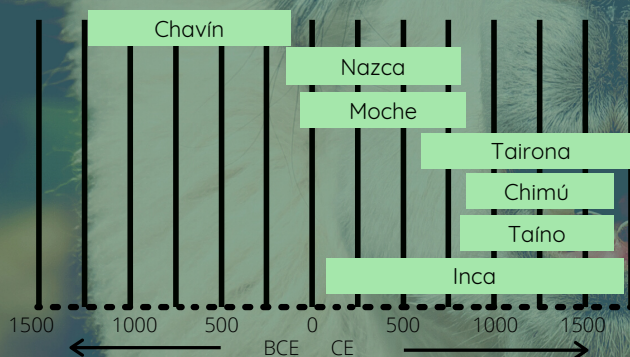 Chavín
Nazca
Moche
Tairona
Chimú
Taíno
Inca
1500 1000 500 0 500 1000 1500
BCE CE